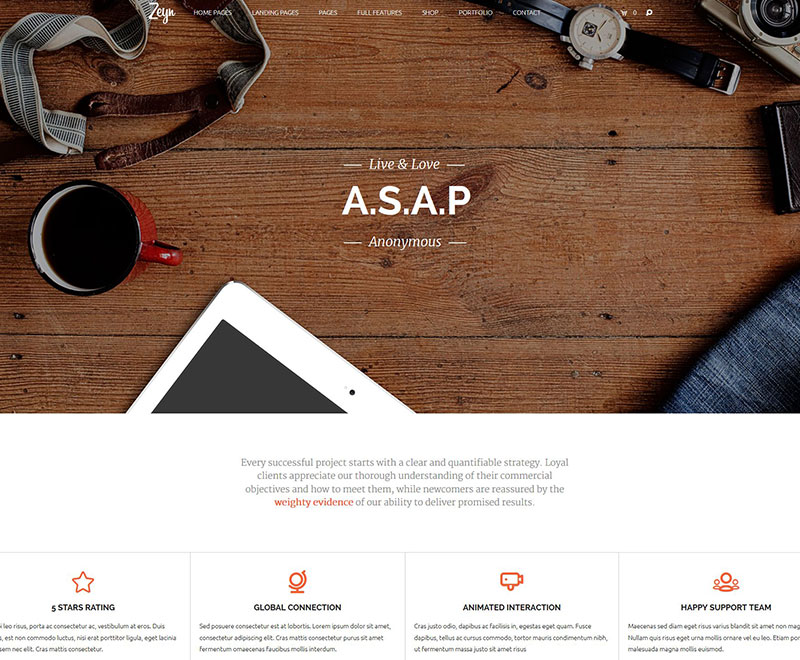 Zeyn HOME PAGES LANDING PAGES PAGES FULL FEATURES SHOP PORTFOLIO CONTACT 0
Live & Love
A.S.A.P
Anonymous
Every successful project starts with a clear and quantifiable strategy. Loyal
clients appreciate our thorough understanding of their commercial
objectives and how to meet them, while newcomers are reassured by the
weighty evidence of our ability to deliver promised results.
5 STARS RATING
leo risus, porta ac consectetur ac, vestibulum at eros. Duis
, est non commodo luctus, nisi erat porttitor ligula, eget lacinia
sem nec elit. Cras mattis consectetur.
GLOBAL CONNECTION
Sed posuere consectetur est at lobortis. Lorem ipsum dolor sit amet,
consectetur adipiscing elit. Cras mattis consectetur purus sit amet
fermentum omaecenas faucibus mollis interdum.
ANIMATED INTERACTION
Cras justo odio, dapibus ac facilisis in, egestas eget quam. Fusce
dapibus, tellus ac cursus commodo, tortor mauris condimentum nibh,
ut fermentum massa justo sit amet risus
HAPPY SUPPORT TEAM
Maecenas sed diam eget risus varius blandit sit amet non mag
Nullam quis risus eget urna mollis ornare vel eu leo. Etiam por
malesuada magna mollis euismod.